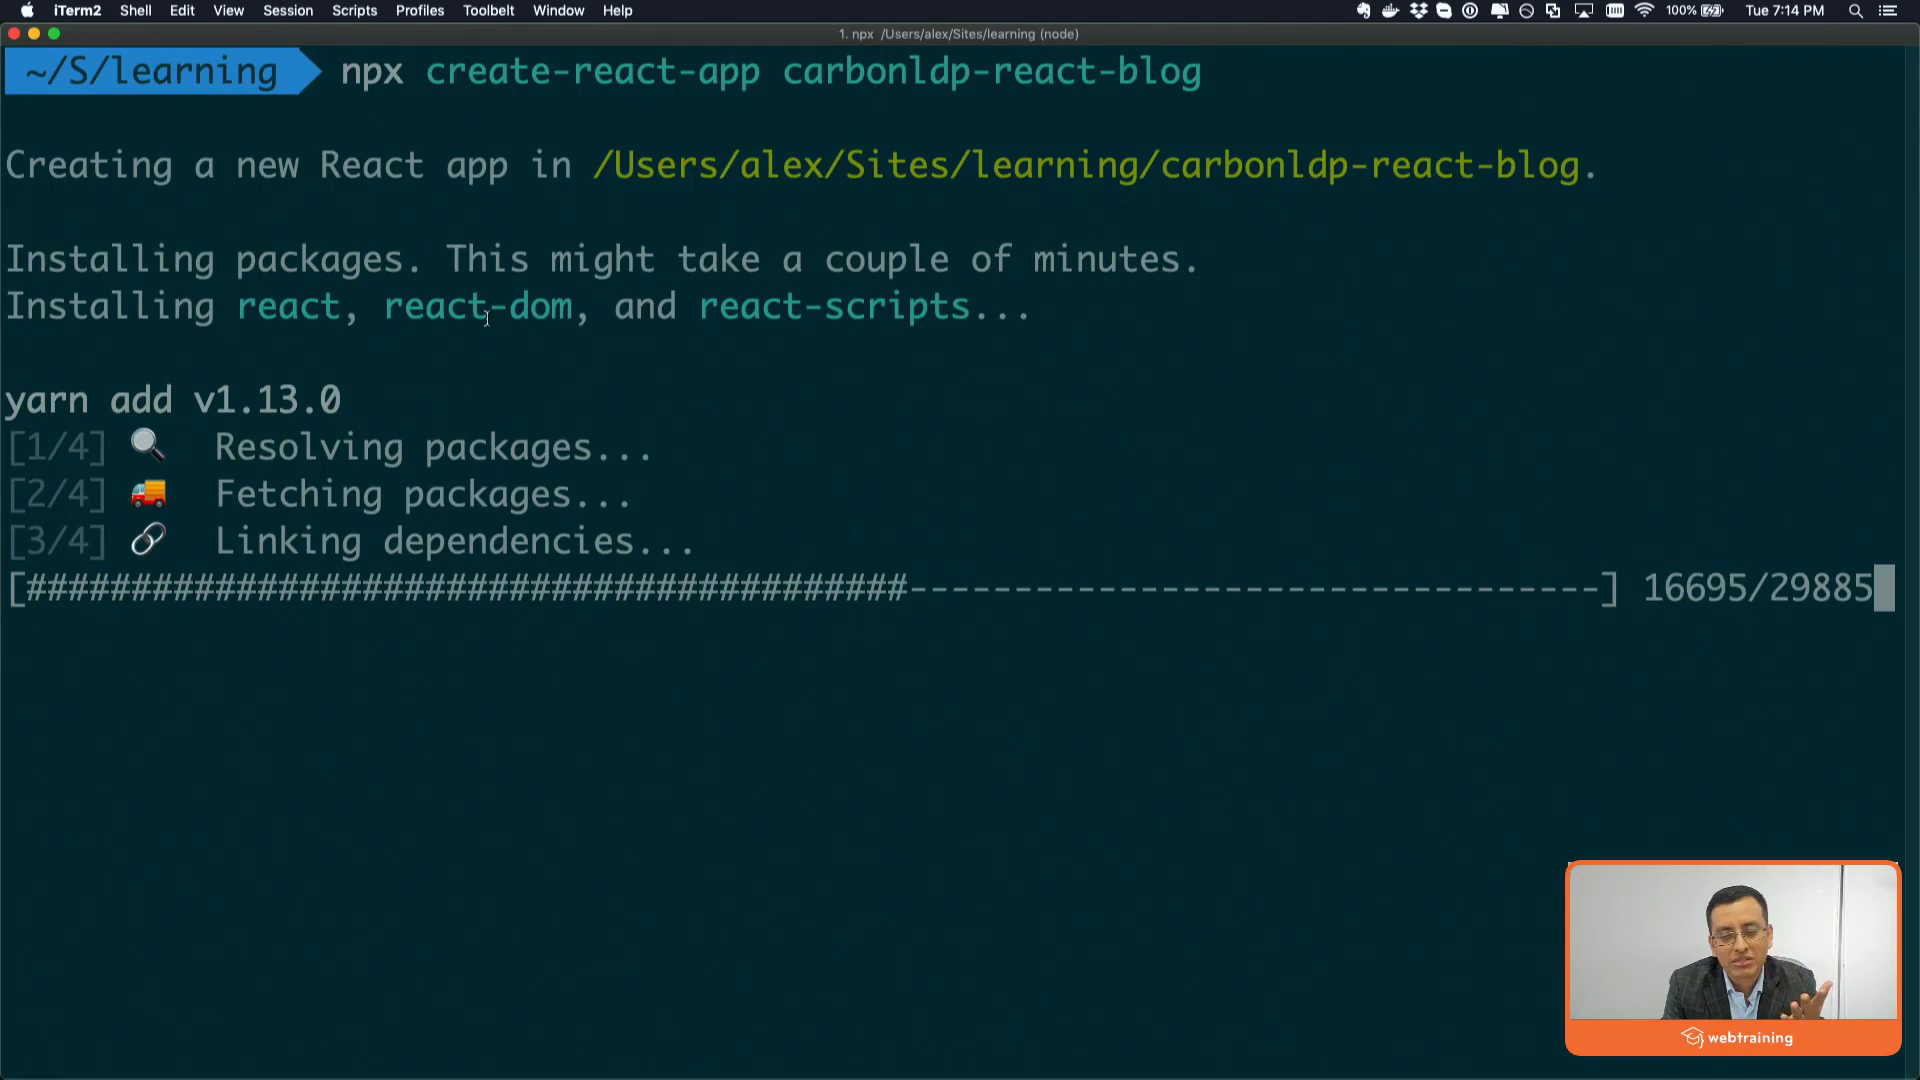 iTerm2 Shell Edit View Session Scripts Profiles Toolbelt Window Help 100% Tue 7:14 PM
1. npx /Users/alex/Sites/learning (node)
~/S/learning npx create-react-app carbonldp-react-blog
Creating a new React app in /Users/alex/Sites/learning/carbonldp-react-blog.
Installing packages. This might take a couple of minutes.
Installing react, react-dom, and react-scripts...
yarn add v1.13.0
[1/4] 🔍 Resolving packages...
[2/4] 🚚 Fetching packages...
[3/4] 🔗 Linking dependencies...
[##########################################---------------------------------] 16695/29885
webtraining